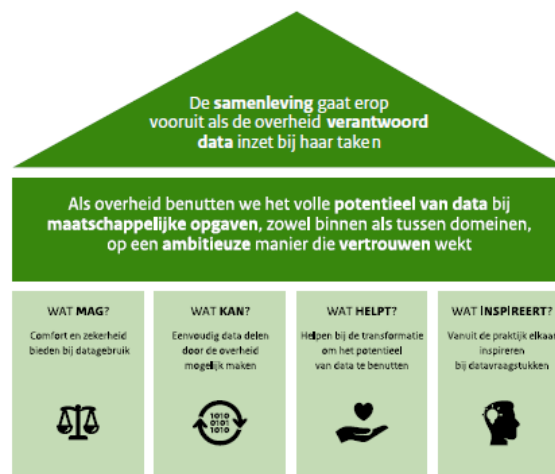 De samenleving gaat erop
vooruit als de overheid verantwoord
data inzet bij haar taken
Als overheid benutten we het volle potentieel van data bij
maatschappelijke opgaven, zowel binnen als tussen domeinen,
op een ambitieuze manier die vertrouwen wekt
WAT MAG?
Comfort en zekerheid
bieden bij datagebruik
WAT KAN?
Eenvoudig data delen
door de overheid
mogelijk maken
1010
0101
1010
WAT HELPT?
Helpen bij de transformatie
om het potentieel
van data te benutten
WAT INSPIREERT?
Vanuit de praktijk elkaar
inspireren
bij datavraagstukken